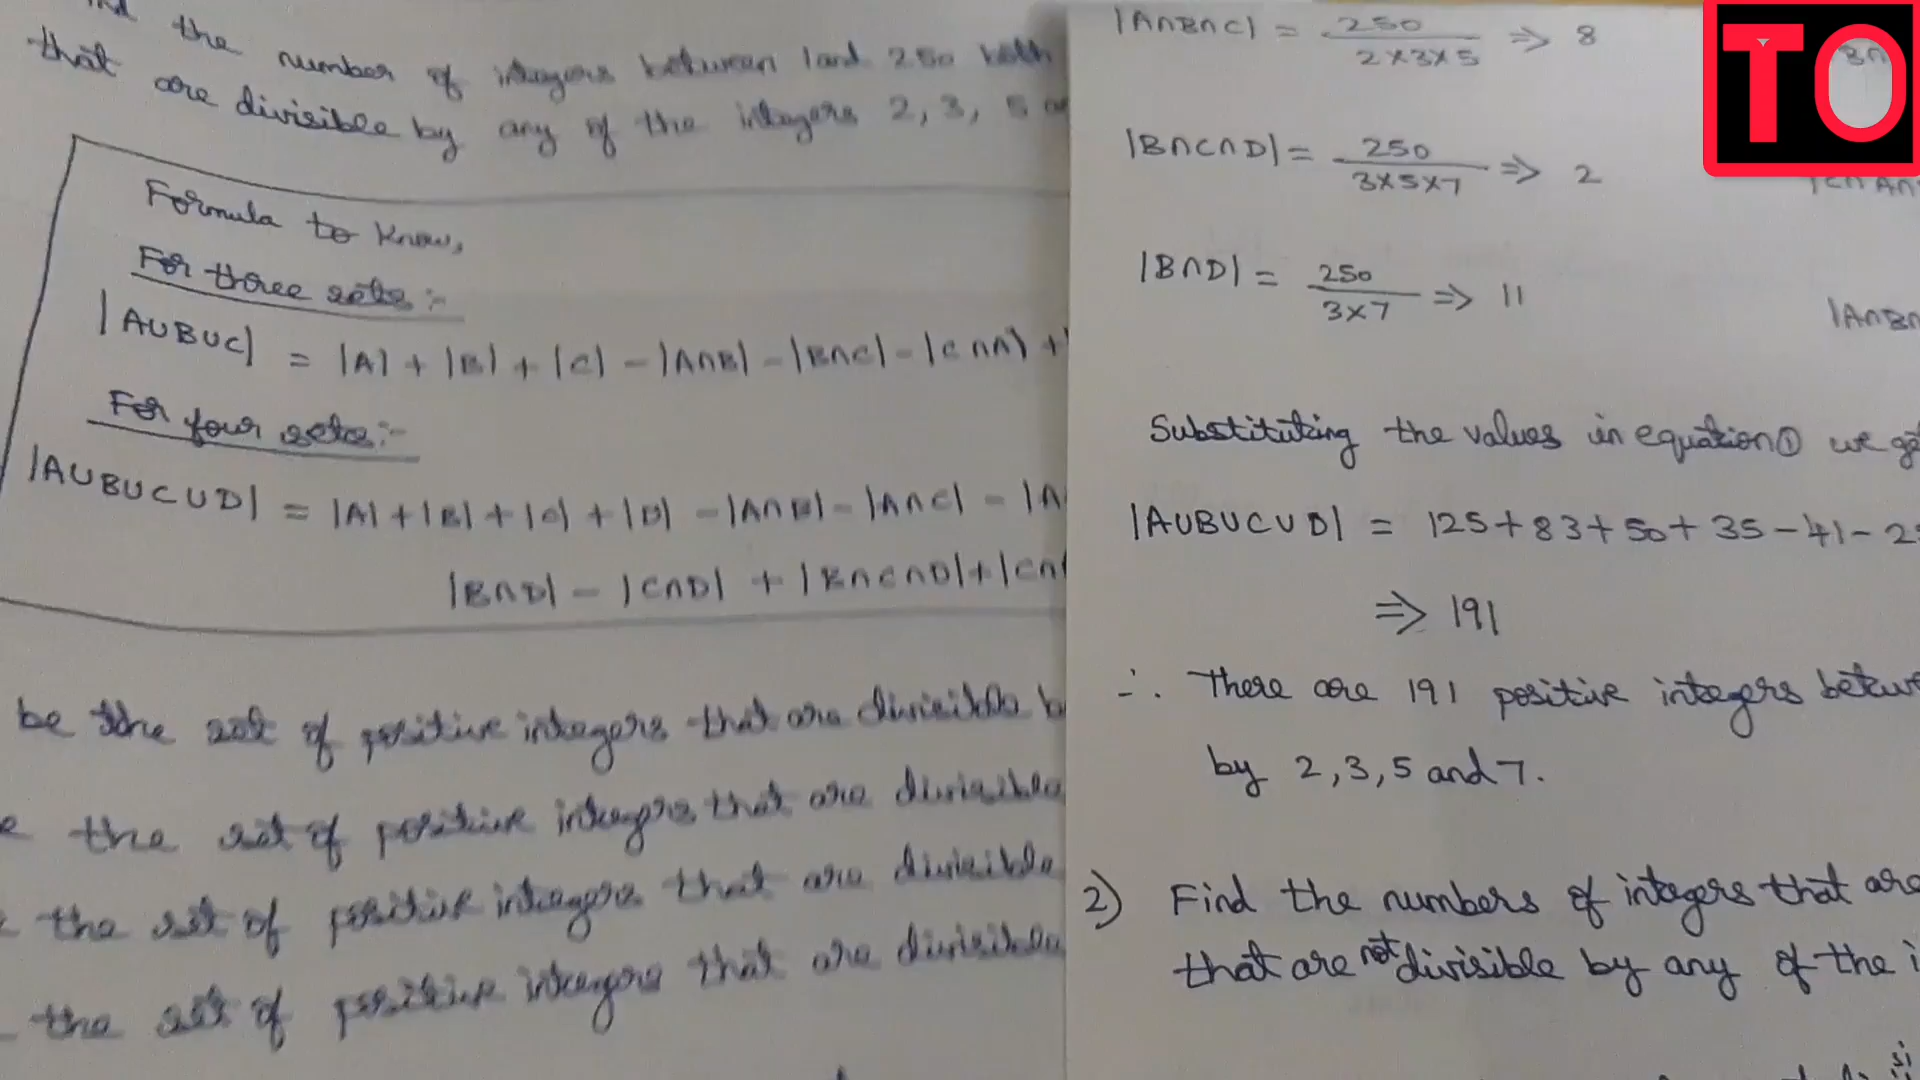 the number of integers between 1 and 250 both
that are divisible by any of the integers 2, 3, 5
Formula to know,
For three sets :-
|AUBUC| = |A| + |B| + |C| - |A∩B| - |B∩C| - |C∩A| +
For four sets:-
|AUBUCUD| = |A| + |B| + |C| + |D| - |A∩B| - |A∩C| - |A
|B∩D| - |C∩D| + |B∩C∩D| + |C∩
be the set of positive integers that are divisible b
the set of positive integers that are divisible
the set of positive integers that are divisible
the set of positive integers that are divisible
|A∩B∩C| = 250 / 2×3×5 => 8
|B∩C∩D| = 250 / 3×5×7 => 2
|B∩D| = 250 / 3×7 => 11
Substituting the values in equation ① we get
|AUBUCUD| = 125 + 83 + 50 + 35 - 41 - 2
=> 191
∴ There are 191 positive integers betwe
by 2, 3, 5 and 7.
2) Find the numbers of integers that are
that are not divisible by any of the i
TO
|C∩A∩
|A∩B∩